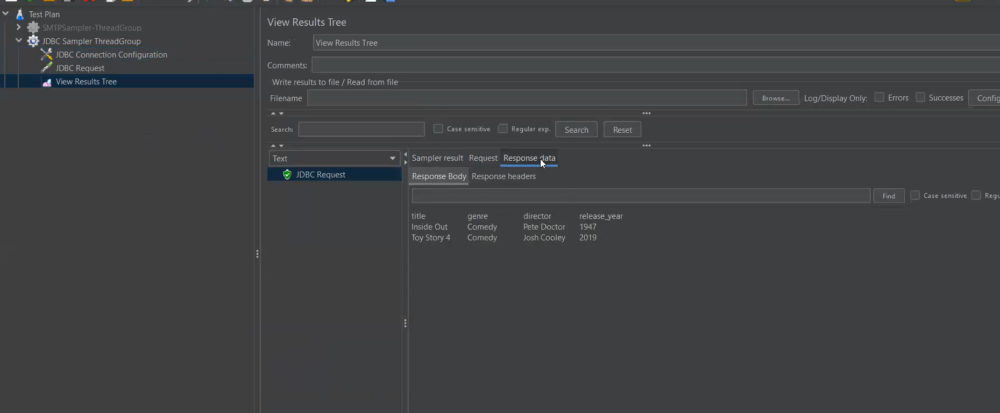 Test Plan
SMTPSampler-ThreadGroup
JDBC Sampler ThreadGroup
JDBC Connection Configuration
JDBC Request
View Results Tree
View Results Tree
Name: View Results Tree
Comments:
Write results to file / Read from file
Filename Browse... Log/Display Only: Errors Successes Config
Search: Case sensitive Regular exp. Search Reset
Text
JDBC Request
Sampler result Request Response data
Response Body Response headers
Find Case sensitive Regu
title genre director release_year
Inside Out Comedy Pete Doctor 1947
Toy Story 4 Comedy Josh Cooley 2019